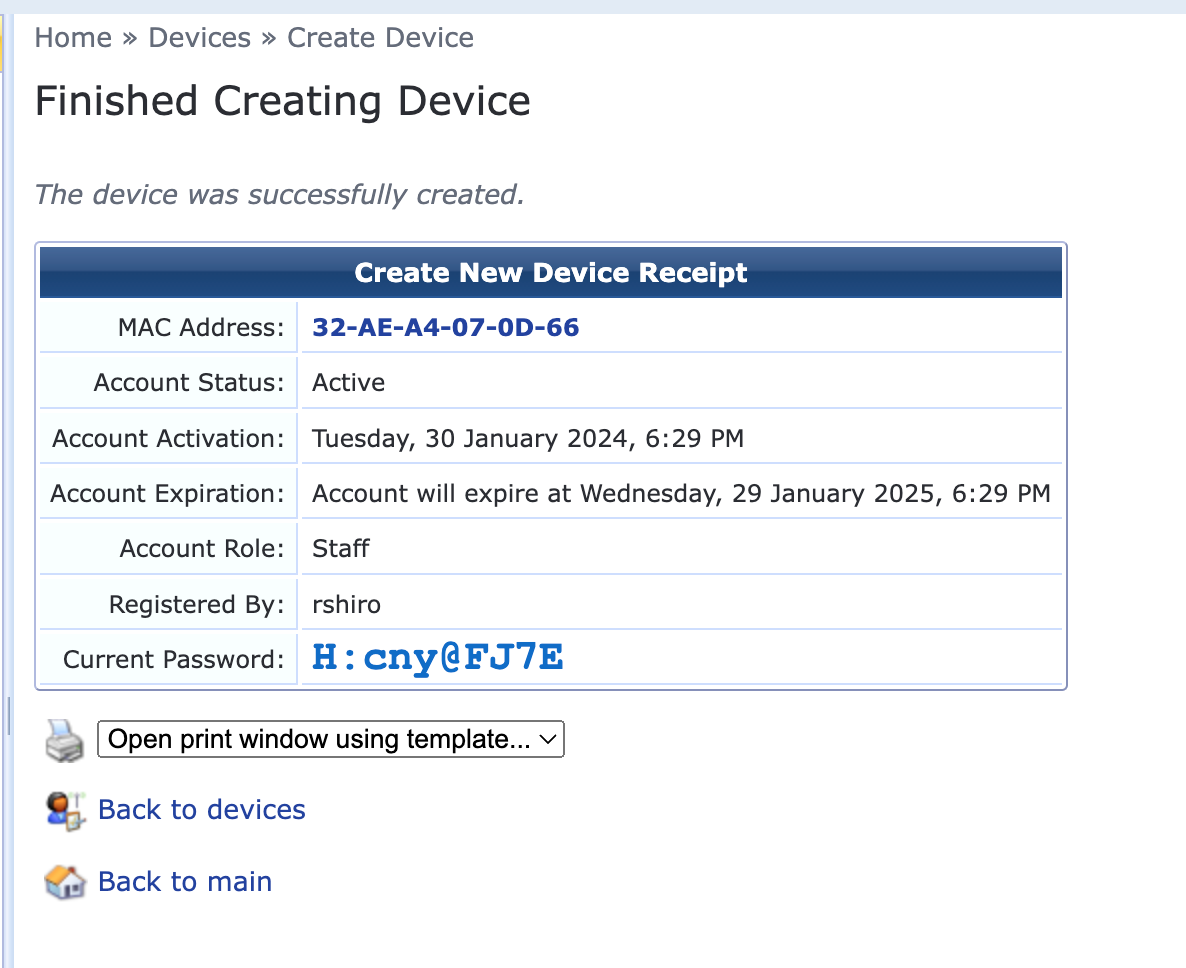 Home » Devices » Create Device
Finished Creating Device
The device was successfully created.
Create New Device Receipt
MAC Address: 32-AE-A4-07-0D-66
Account Status: Active
Account Activation: Tuesday, 30 January 2024, 6:29 PM
Account Expiration: Account will expire at Wednesday, 29 January 2025, 6:29 PM
Account Role: Staff
Registered By: rshiro
Current Password: H:cny@FJ7E
Open print window using template...
Back to devices
Back to main